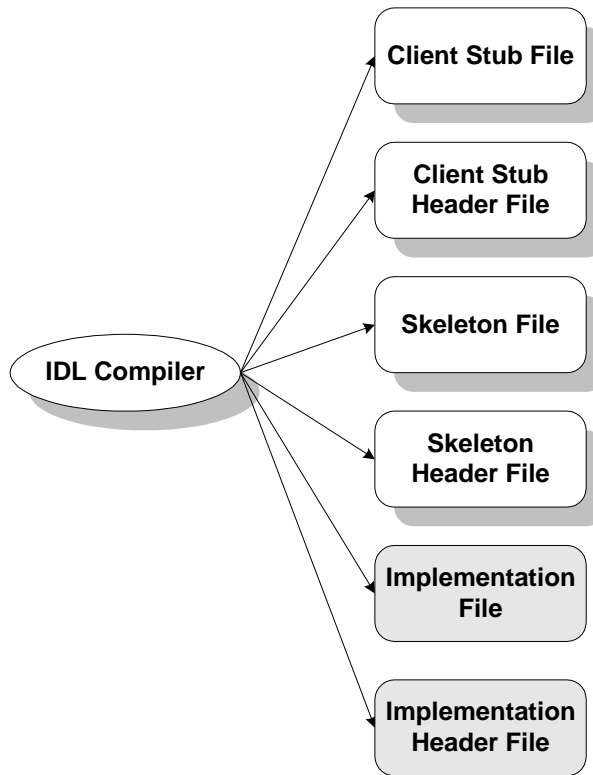 Client Stub File
Client Stub
Header File
Skeleton File
IDL Compiler
Skeleton
Header File
Implementation
File
Implementation
Header File